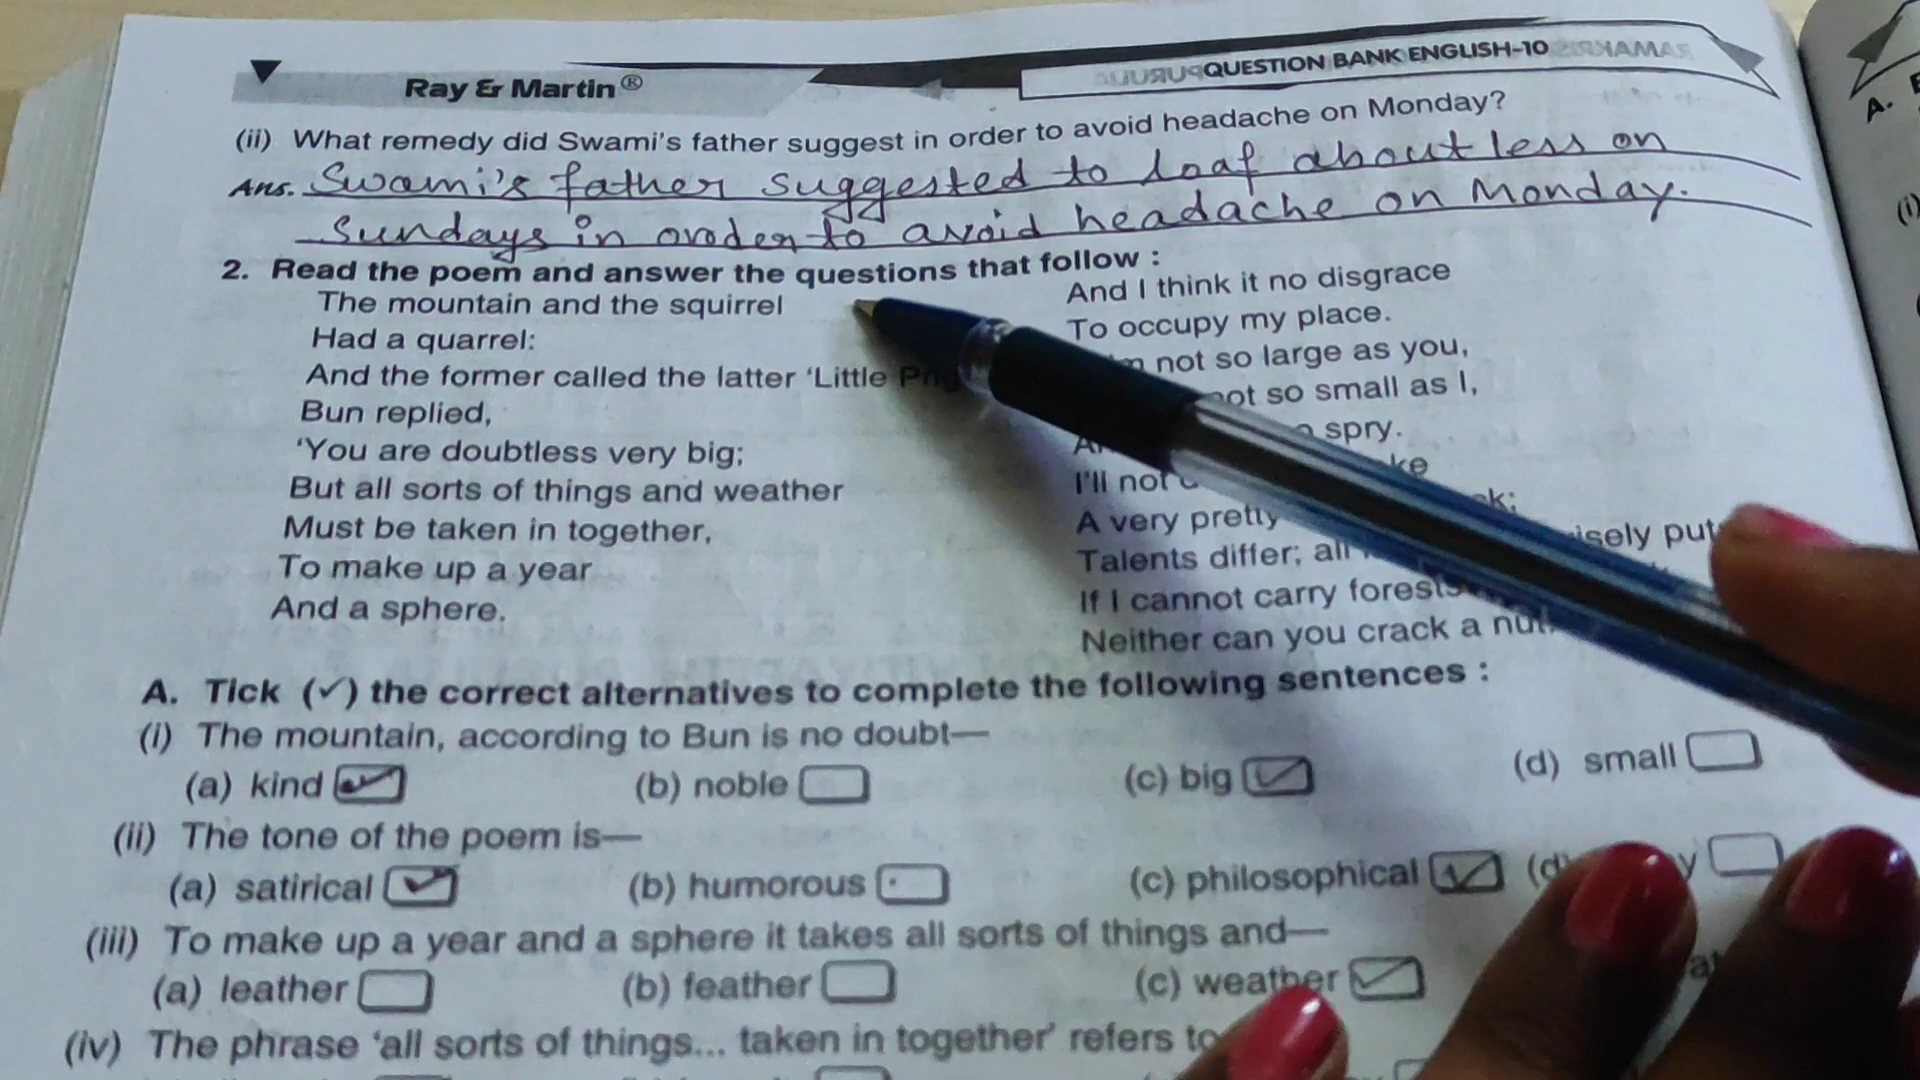 Ray & Martin®
QUESTION BANK ENGLISH-10
(ii) What remedy did Swami's father suggest in order to avoid headache on Monday?
Ans. Swami's father suggested to loaf about less on
Sundays in order to avoid headache on Monday.
2. Read the poem and answer the questions that follow :
The mountain and the squirrel
Had a quarrel:
And the former called the latter 'Little
Bun replied,
'You are doubtless very big;
But all sorts of things and weather
Must be taken in together,
To make up a year
And a sphere.
And I think it no disgrace
To occupy my place.
not so large as you,
not so small as I,
spry.
I'll not
A very pretty
Talents differ; all wisely put
If I cannot carry forests
Neither can you crack a nut.
A. Tick (✓) the correct alternatives to complete the following sentences :
(i) The mountain, according to Bun is no doubt—
(a) kind (b) noble (c) big (d) small
(ii) The tone of the poem is—
(a) satirical (b) humorous (c) philosophical (d)
(iii) To make up a year and a sphere it takes all sorts of things and—
(a) leather (b) feather (c) weather
(iv) The phrase 'all sorts of things... taken in together' refers to
A.
(i)